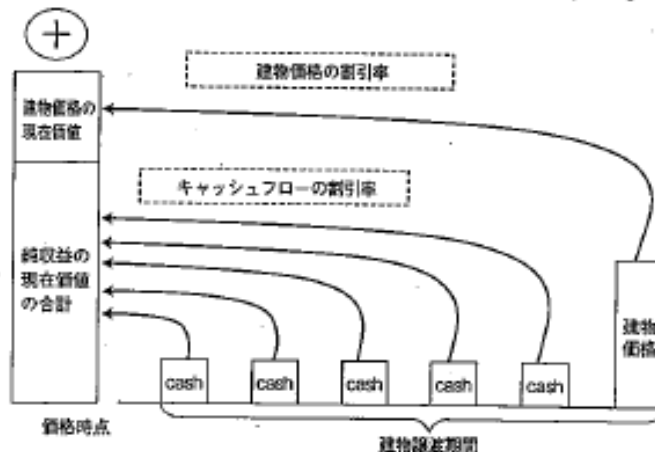 +
建物価格の割引率
建物価格の
現在価値
キャッシュフローの割引率
純収益の
現在価値
の合計
建物
価格
cash
cash
cash
cash
cash
価格時点
建物譲渡期間